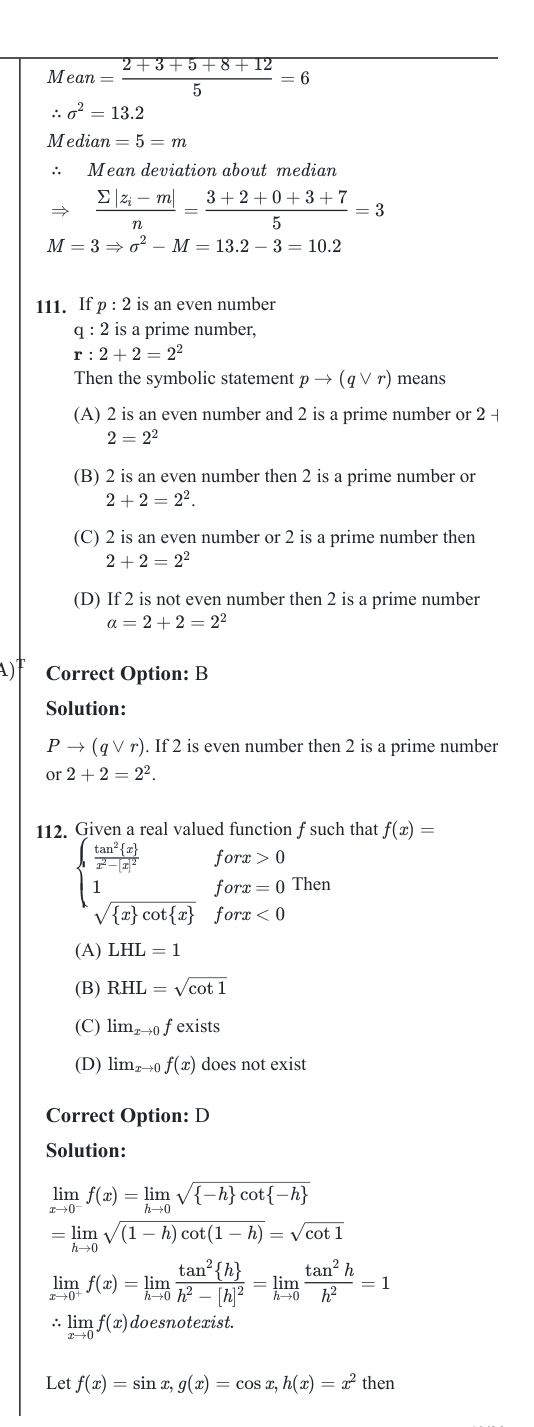 Mean = (2 + 3 + 5 + 8 + 12)/5 = 6
∴ σ² = 13.2
Median = 5 = m
∴ Mean deviation about median
⇒ Σ|zᵢ − m|/n = (3 + 2 + 0 + 3 + 7)/5 = 3
M = 3 ⇒ σ² − M = 13.2 − 3 = 10.2
111. If p : 2 is an even number
q : 2 is a prime number,
r : 2 + 2 = 2²
Then the symbolic statement p → (q ∨ r) means
(A) 2 is an even number and 2 is a prime number or 2 +
2 = 2²
(B) 2 is an even number then 2 is a prime number or
2 + 2 = 2².
(C) 2 is an even number or 2 is a prime number then
2 + 2 = 2²
(D) If 2 is not even number then 2 is a prime number
α = 2 + 2 = 2²
A)ᵀ
Correct Option: B
Solution:
P → (q ∨ r). If 2 is even number then 2 is a prime number
or 2 + 2 = 2².
112. Given a real valued function f such that f(x) =
{ tan²{x}/(x²−[x]²) forx > 0
1 forx = 0 Then
√({x} cot{x}) forx < 0
(A) LHL = 1
(B) RHL = √(cot 1)
(C) lim_{x→0} f exists
(D) lim_{x→0} f(x) does not exist
Correct Option: D
Solution:
lim_{x→0⁻} f(x) = lim_{h→0} √({−h} cot{−h})
= lim_{h→0} √((1 − h) cot(1 − h)) = √(cot 1)
lim_{x→0⁺} f(x) = lim_{h→0} tan²{h}/(h² − [h]²) = lim_{h→0} tan² h/h² = 1
∴ lim_{x→0} f(x)doesnotexist.
Let f(x) = sin x, g(x) = cos x, h(x) = x² then